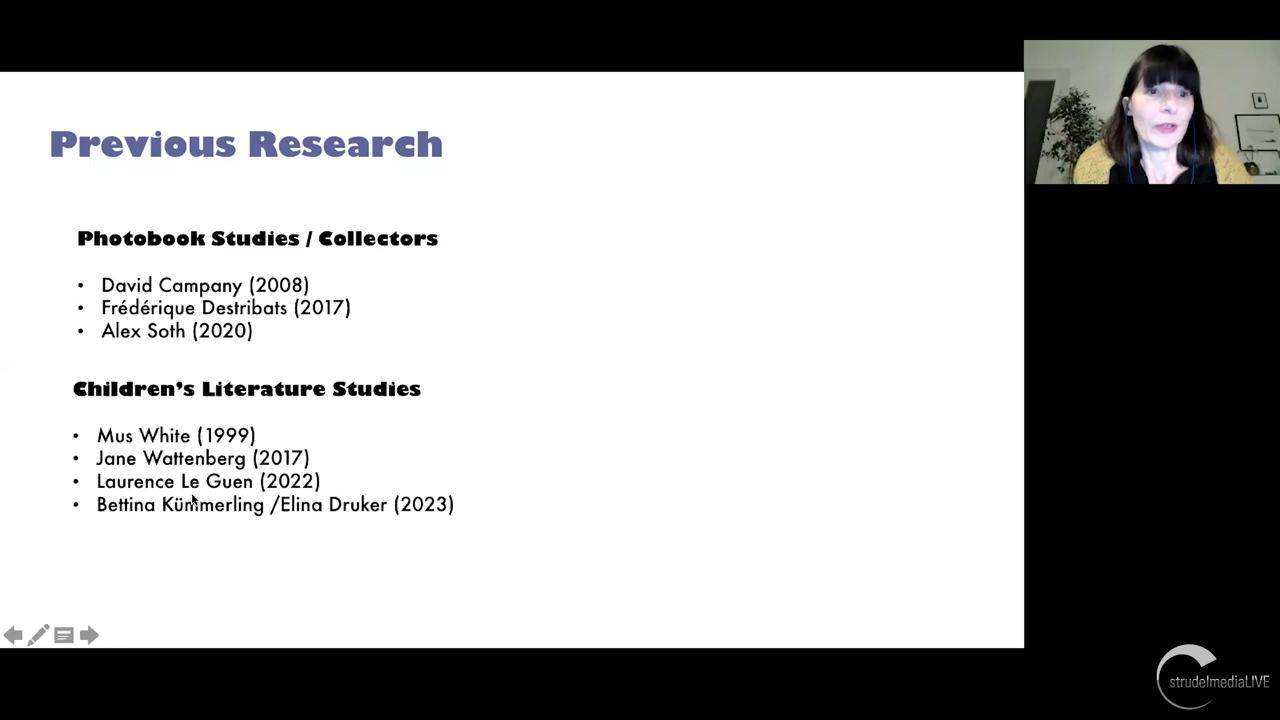 Previous Research
Photobook Studies / Collectors
• David Campany (2008)
• Frédérique Destribats (2017)
• Alex Soth (2020)
Children's Literature Studies
• Mus White (1999)
• Jane Wattenberg (2017)
• Laurence Le Guen (2022)
• Bettina Kümmerling /Elina Druker (2023)
strudelmediaLIVE